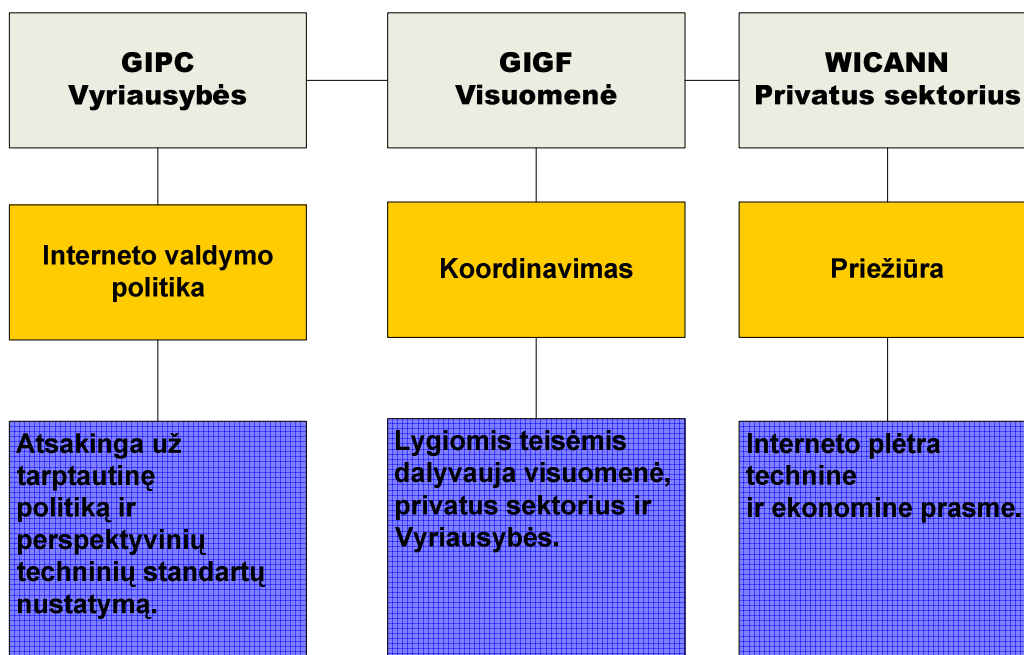 GIPC
Vyriausybės
GIGF
Visuomenė
WICANN
Privatus sektorius
Interneto valdymo
politika
Koordinavimas
Priežiūra
Atsakinga už
tarptautinę
politiką ir
perspektyvinių
techninių standartų
nustatymą.
Lygiomis teisėmis
dalyvauja visuomenė,
privatus sektorius ir
Vyriausybės.
Interneto plėtra
technine
ir ekonomine prasme.